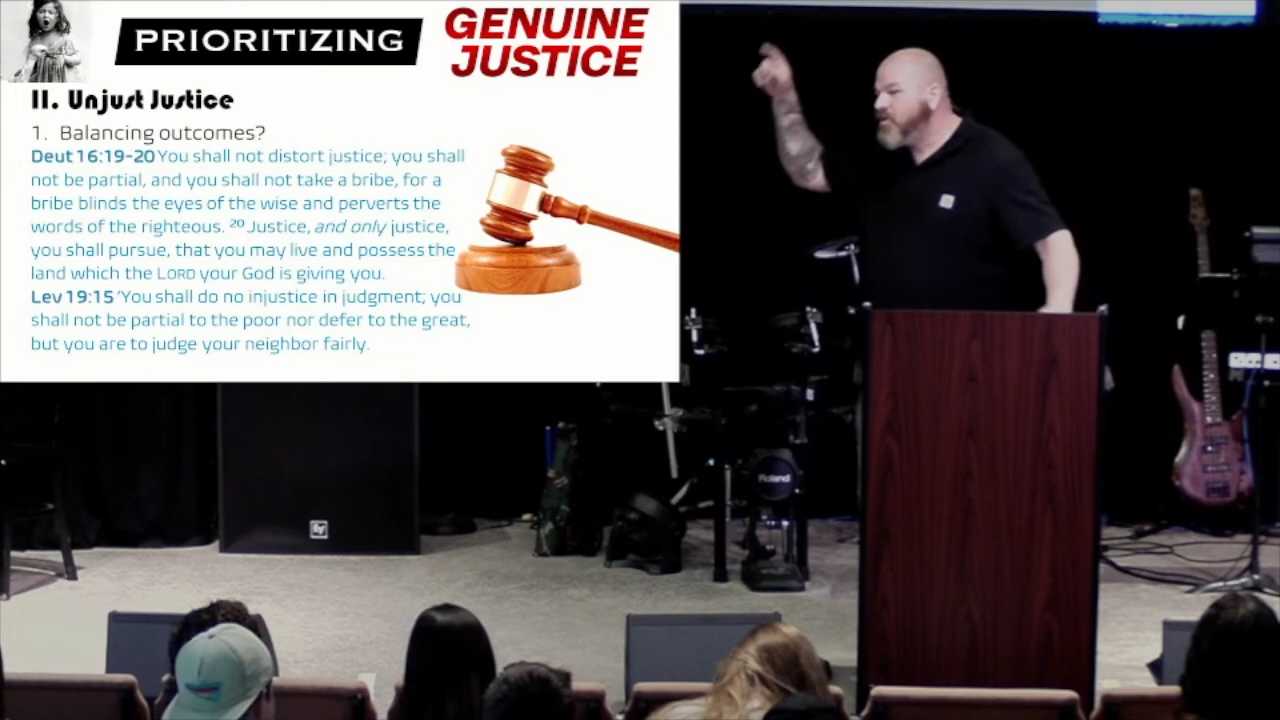 PRIORITIZING
GENUINE
JUSTICE
II. Unjust Justice
1. Balancing outcomes?
Deut 16:19-20 You shall not distort justice; you shall
not be partial, and you shall not take a bribe, for a
bribe blinds the eyes of the wise and perverts the
words of the righteous. 20 Justice, and only justice,
you shall pursue, that you may live and possess the
land which the LORD your God is giving you.
Lev 19:15 'You shall do no injustice in judgment; you
shall not be partial to the poor nor defer to the great,
but you are to judge your neighbor fairly.
Roland
EV